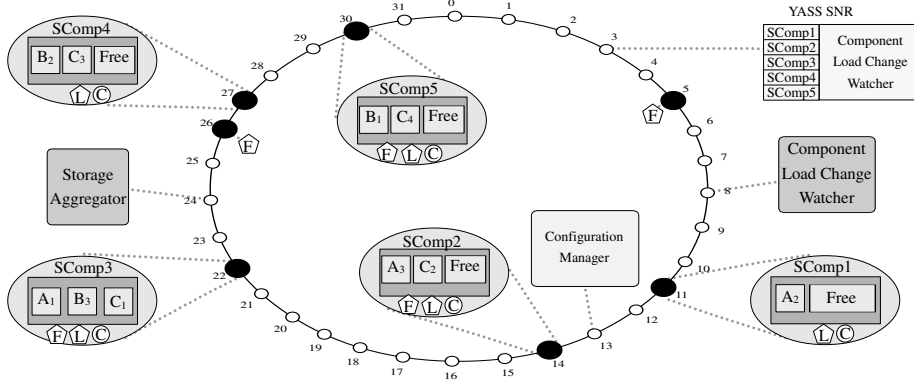 YASS SNR
SComp1
SComp2
SComp3
SComp4
SComp5
Component
Load Change
Watcher
SComp4
B2 C3 Free
L C
SComp5
B1 C4 Free
F L C
Storage
Aggregator
Component
Load Change
Watcher
SComp3
A1 B3 C1
F L C
SComp2
A3 C2 Free
F L C
Configuration
Manager
SComp1
A2 Free
L C
F
F
0
1
2
3
4
5
6
7
8
9
10
11
12
13
14
15
16
17
18
19
20
21
22
23
24
25
26
27
28
29
30
31